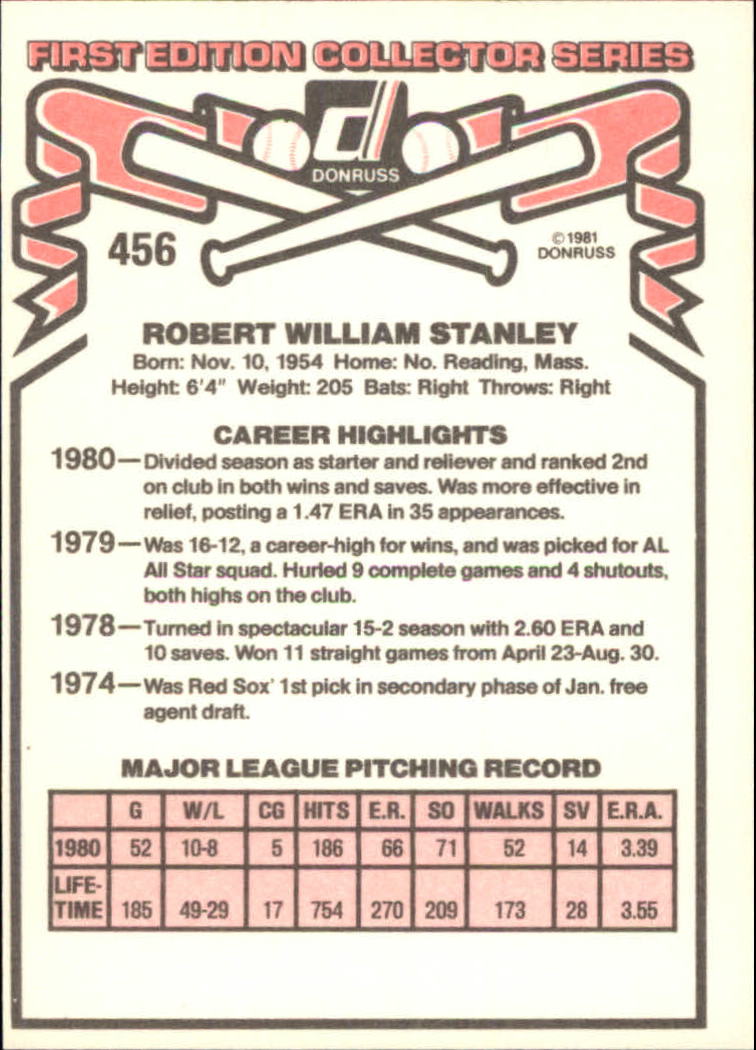 FIRST EDITION COLLECTOR SERIES
d
DONRUSS
456
© 1981
DONRUSS
ROBERT WILLIAM STANLEY
Born: Nov. 10, 1954 Home: No. Reading, Mass.
Height: 6'4" Weight: 205 Bats: Right Throws: Right
CAREER HIGHLIGHTS
1980—Divided season as starter and reliever and ranked 2nd
on club in both wins and saves. Was more effective in
relief, posting a 1.47 ERA in 35 appearances.
1979—Was 16-12, a career-high for wins, and was picked for AL
All Star squad. Hurled 9 complete games and 4 shutouts,
both highs on the club.
1978—Turned in spectacular 15-2 season with 2.60 ERA and
10 saves. Won 11 straight games from April 23-Aug. 30.
1974—Was Red Sox' 1st pick in secondary phase of Jan. free
agent draft.
MAJOR LEAGUE PITCHING RECORD
G W/L CG HITS E.R. SO WALKS SV E.R.A.
1980 52 10-8 5 186 66 71 52 14 3.39
LIFE-
TIME 185 49-29 17 754 270 209 173 28 3.55